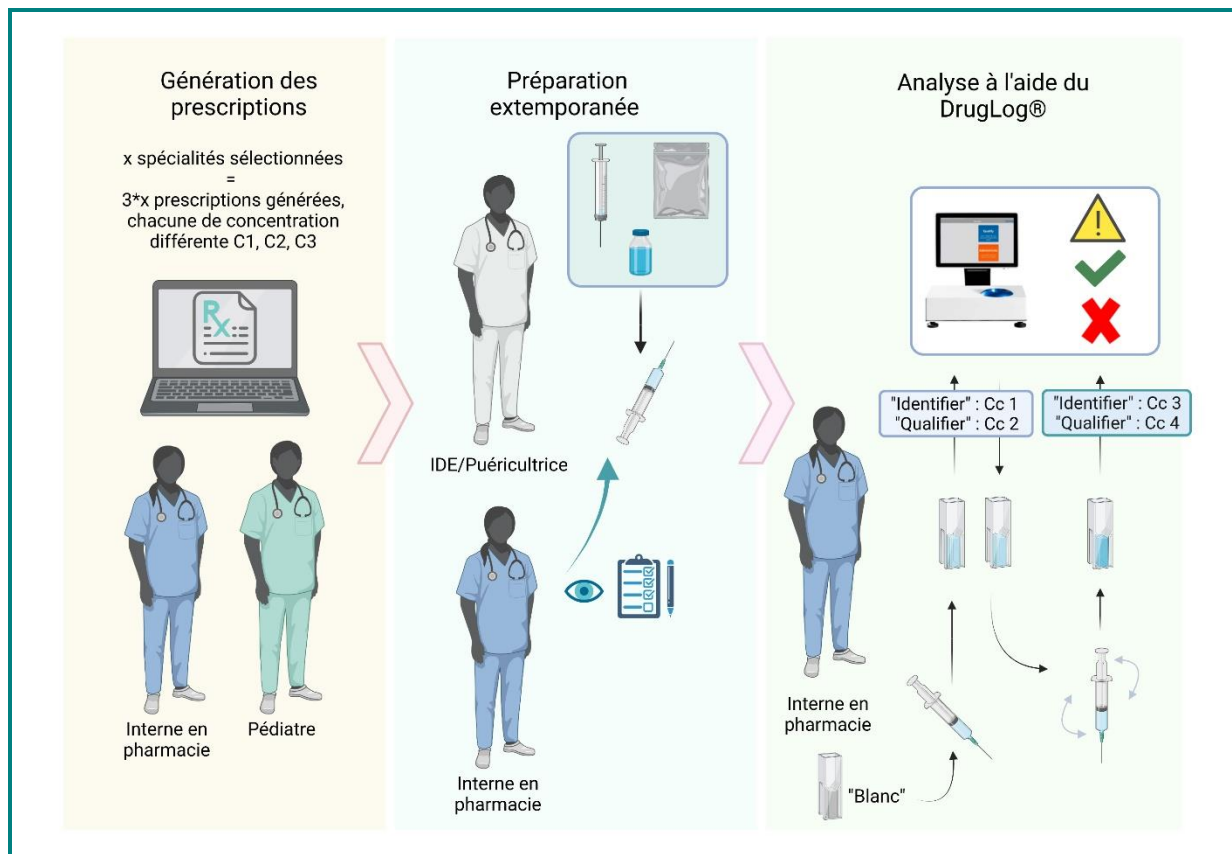 Génération des
prescriptions
x spécialités sélectionnées
=
3*x prescriptions générées,
chacune de concentration
différente C1, C2, C3
Rx
Interne en
pharmacie
Pédiatre
Préparation
extemporanée
IDE/Puéricultrice
Interne en
pharmacie
Analyse à l'aide du
DrugLog®
"Identifier" : Cc 1
"Qualifier" : Cc 2
"Identifier" : Cc 3
"Qualifier" : Cc 4
Interne en
pharmacie
"Blanc"